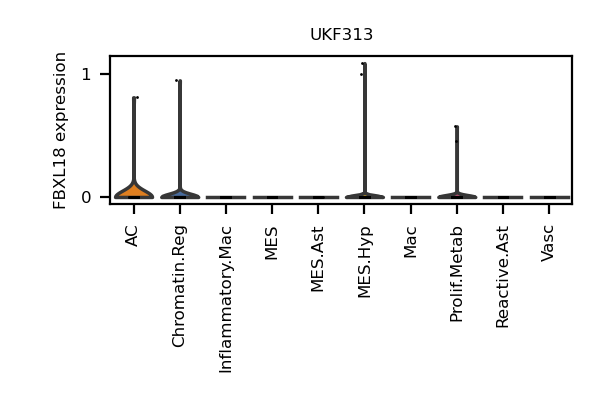 UKF313
FBXL18 expression
1
0
AC
Chromatin.Reg
Inflammatory.Mac
MES
MES.Ast
MES.Hyp
Mac
Prolif.Metab
Reactive.Ast
Vasc